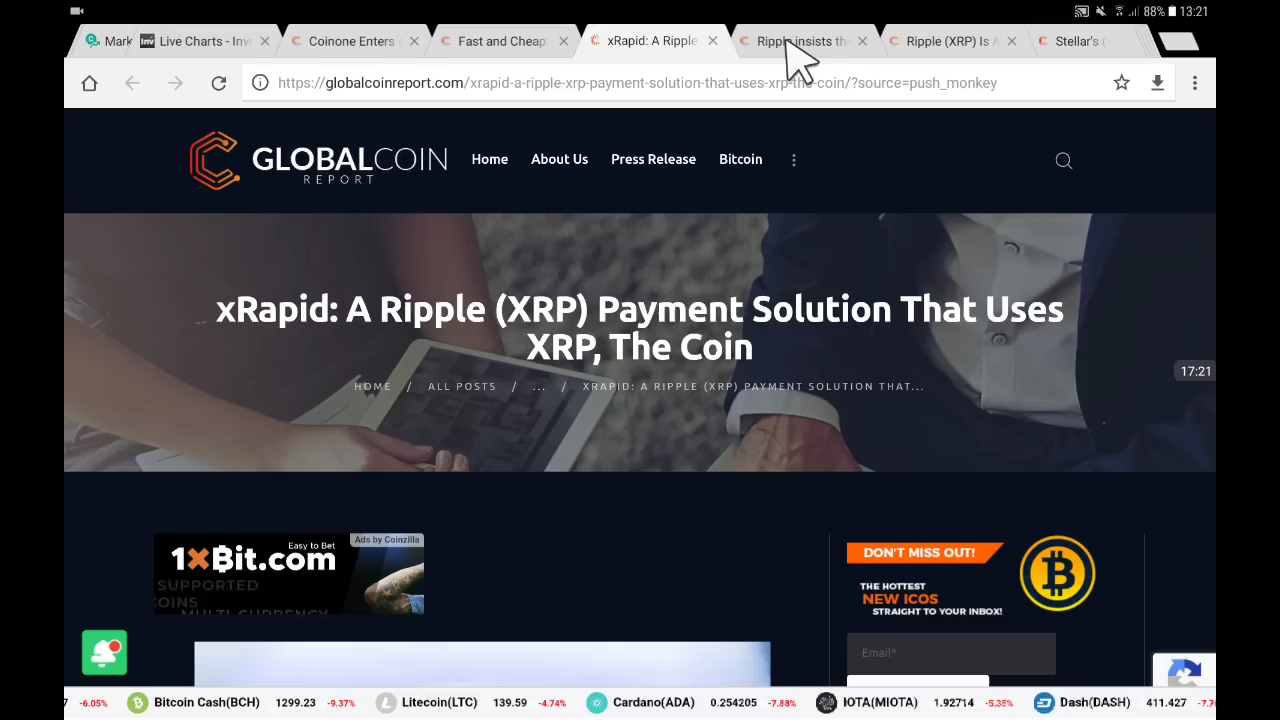 88% 13:21
Mark
Live Charts - Inv
Coinone Enters
Fast and Cheap:
xRapid: A Ripple
Ripple insists th
Ripple (XRP) Is A
Stellar's (
https://globalcoinreport.com/xrapid-a-ripple-xrp-payment-solution-that-uses-xrp-the-coin/?source=push_monkey
GLOBALCOIN
REPORT
Home About Us Press Release Bitcoin
xRapid: A Ripple (XRP) Payment Solution That Uses
XRP, The Coin
HOME / ALL POSTS / ... / XRAPID: A RIPPLE (XRP) PAYMENT SOLUTION THAT...
17:21
Ads by Coinzilla
Easy to Bet
1XBit.com
SUPPORTED
COINS
MULTI-CURRENCY
DON'T MISS OUT!
THE HOTTEST
NEW ICOS
STRAIGHT TO YOUR INBOX!
Email*
7 -6.05% Bitcoin Cash(BCH) 1299.23 -9.37% Litecoin(LTC) 139.59 -4.74% Cardano(ADA) 0.254205 -7.88% IOTA(MIOTA) 1.92714 -5.35% Dash(DASH) 411.427